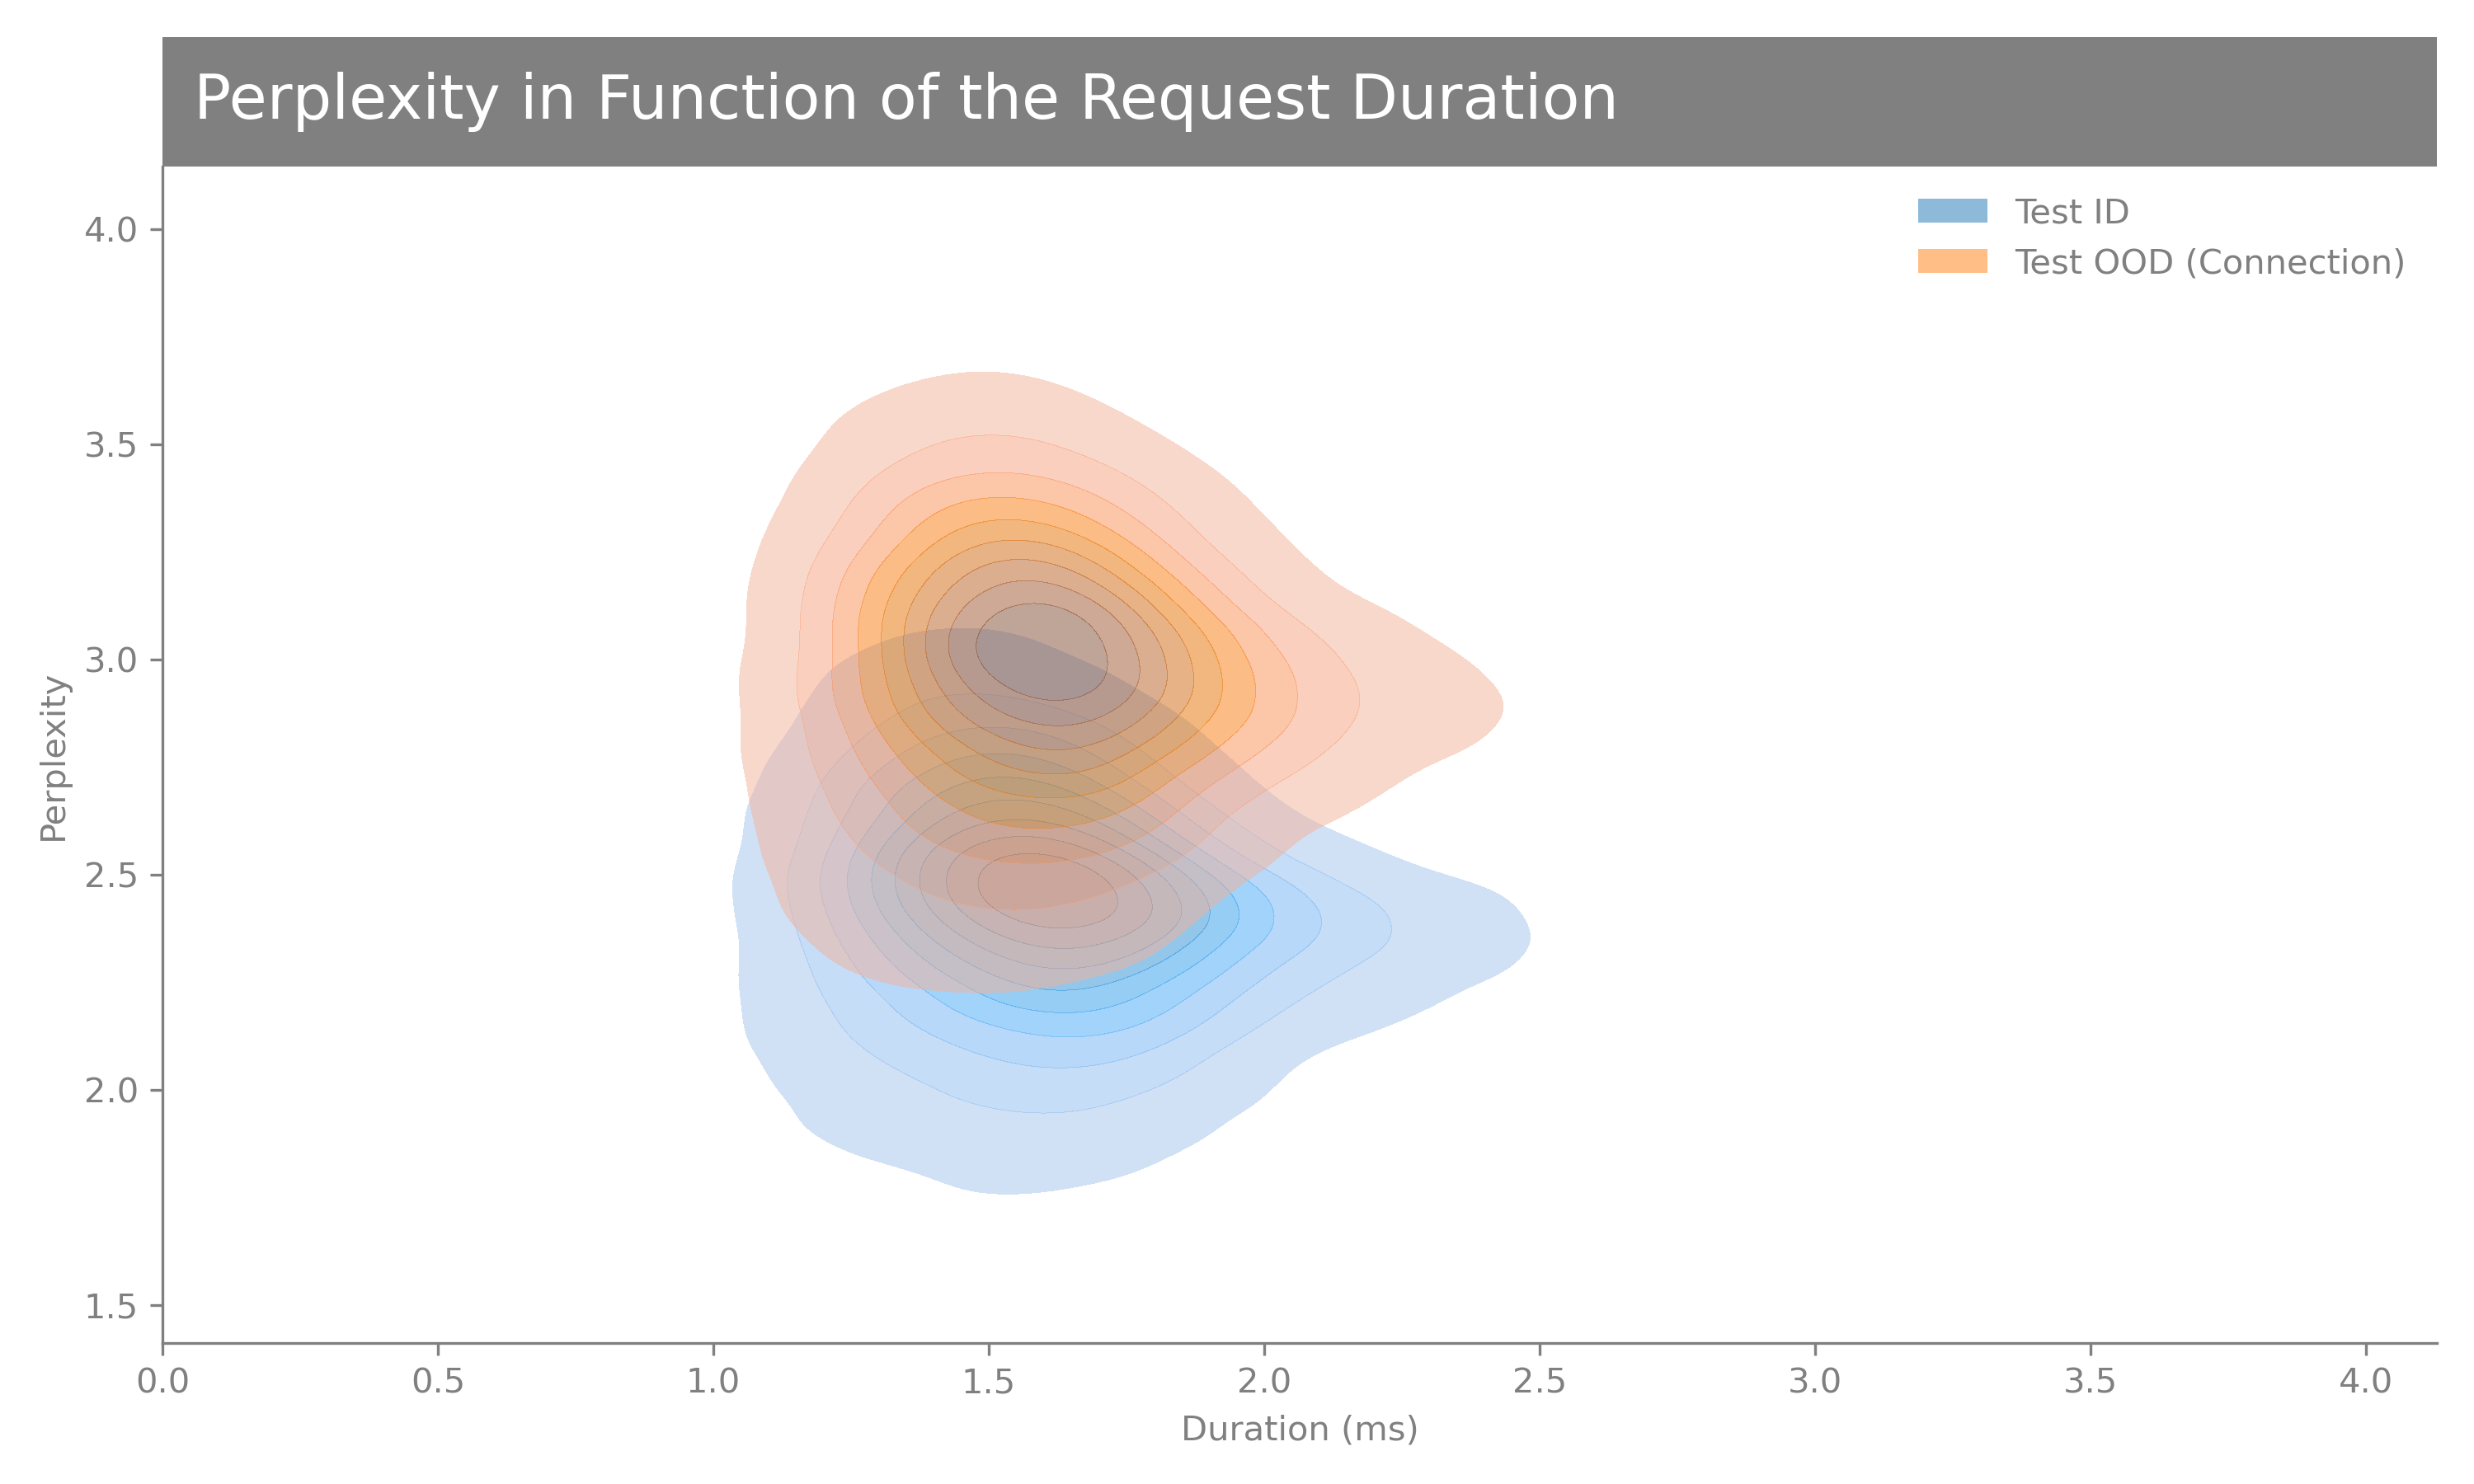 Perplexity in Function of the Request Duration
Test ID
Test OOD (Connection)
4.0
3.5
3.0
2.5
2.0
1.5
Perplexity
0.0 0.5 1.0 1.5 2.0 2.5 3.0 3.5 4.0
Duration (ms)